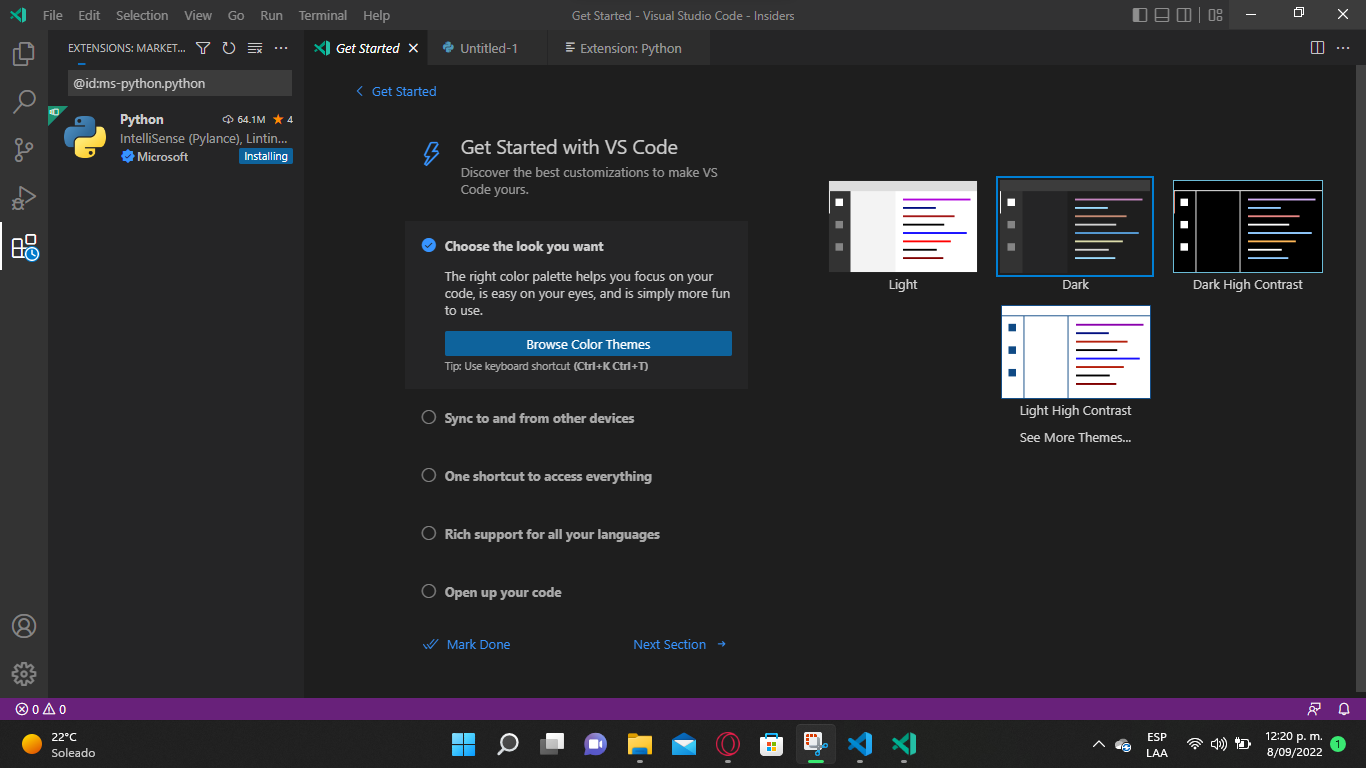 File Edit Selection View Go Run Terminal Help
Get Started - Visual Studio Code - Insiders
EXTENSIONS: MARKET...
Get Started
Untitled-1
Extension: Python
@id:ms-python.python
Python 64.1M 4
IntelliSense (Pylance), Lintin...
Microsoft Installing
Get Started
Get Started with VS Code
Discover the best customizations to make VS
Code yours.
Choose the look you want
The right color palette helps you focus on your
code, is easy on your eyes, and is simply more fun
to use.
Browse Color Themes
Tip: Use keyboard shortcut (Ctrl+K Ctrl+T)
Sync to and from other devices
One shortcut to access everything
Rich support for all your languages
Open up your code
Mark Done
Next Section
Light
Dark
Dark High Contrast
Light High Contrast
See More Themes...
0 0
22°C
Soleado
ESP
LAA
12:20 p. m.
8/09/2022
1